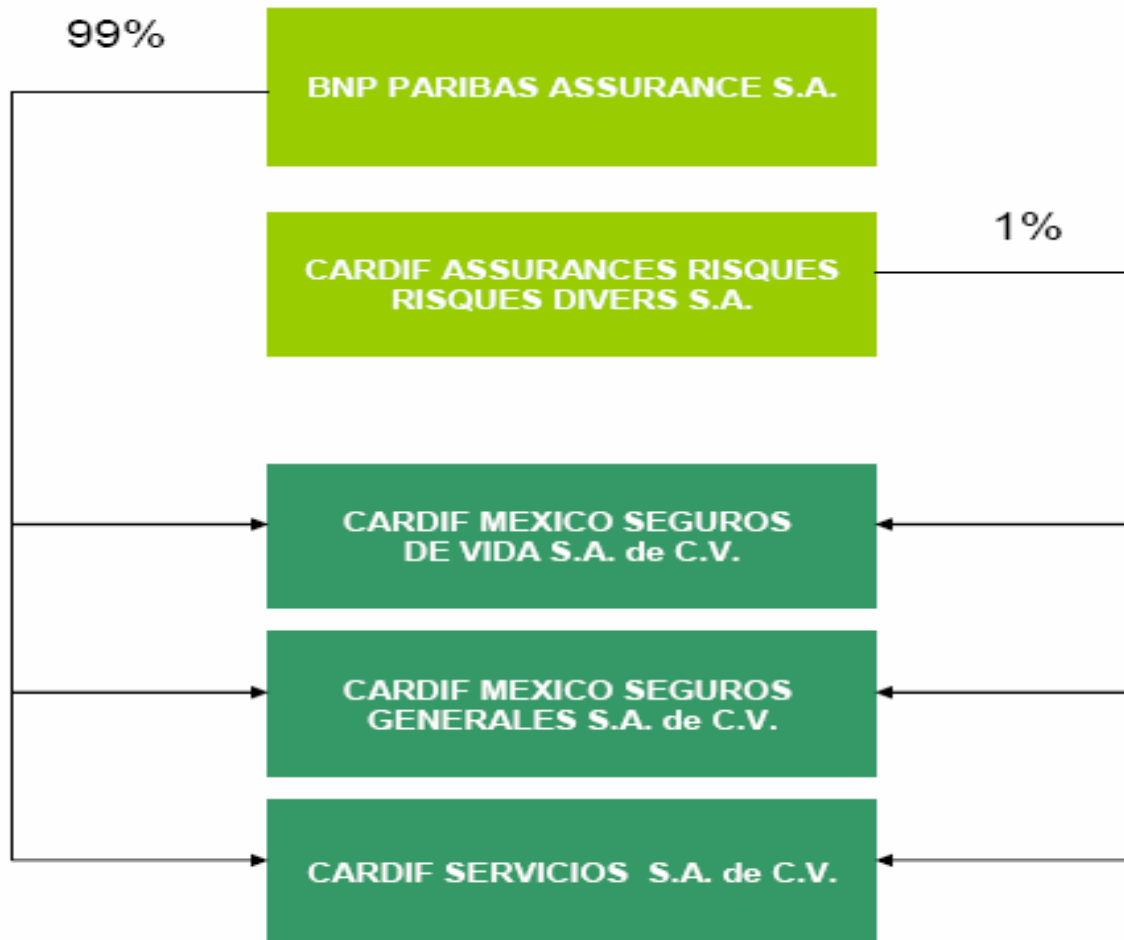 99%
BNP PARIBAS ASSURANCE S.A.
CARDIF ASSURANCES RISQUES
RISQUES DIVERS S.A.
1%
CARDIF MEXICO SEGUROS
DE VIDA S.A. de C.V.
CARDIF MEXICO SEGUROS
GENERALES S.A. de C.V.
CARDIF SERVICIOS S.A. de C.V.